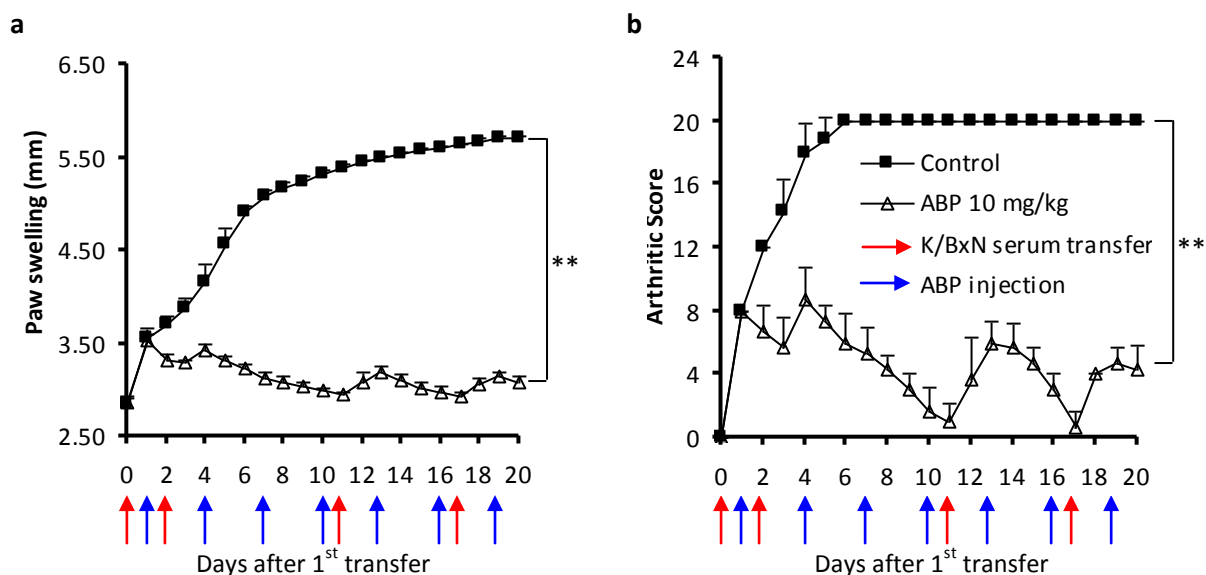 a
6.50
5.50
4.50
3.50
2.50
Paw swelling (mm)
**
0 2 4 6 8 10 12 14 16 18 20
Days after 1st transfer
b
24
20
16
12
8
4
0
Arthritic Score
Control
ABP 10 mg/kg
K/BxN serum transfer
ABP injection
**
0 2 4 6 8 10 12 14 16 18 20
Days after 1st transfer